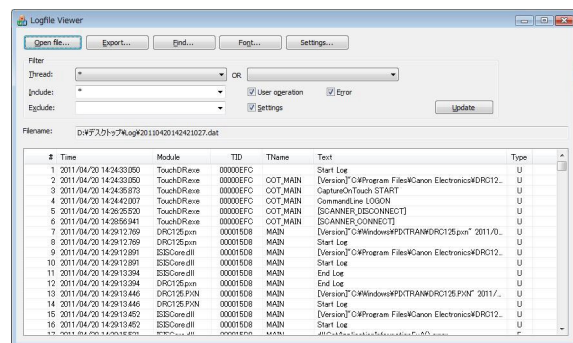 Logfile Viewer
Open file... Export... Find... Font... Settings...
Filter
Thread: * OR
Include: * User operation Error
Exclude: Settings Update
Filename: D:¥デスクトップ¥Log¥20110420142421027.dat
# Time Module TID TName Text Type
1 2011/04/20 14:24:33.050 TouchDR.exe 00000EFC Start Log U
2 2011/04/20 14:24:33.050 TouchDR.exe 00000EFC COT_MAIN [Version]"C:¥Program Files¥Canon Electronics¥DRC12... U
3 2011/04/20 14:24:35.873 TouchDR.exe 00000EFC COT_MAIN CaptureOnTouch START U
4 2011/04/20 14:24:42.007 TouchDR.exe 00000EFC COT_MAIN CommandLine LOGON U
5 2011/04/20 14:26:25.520 TouchDR.exe 00000EFC COT_MAIN [SCANNER_DISCONNECT] U
6 2011/04/20 14:28:56.941 TouchDR.exe 00000EFC COT_MAIN [SCANNER_CONNECT] U
7 2011/04/20 14:29:12.769 DRC125.pxn 000015D8 MAIN [Version]"C:¥Windows¥PIXTRAN¥DRC125.pxn" 2011/0... U
8 2011/04/20 14:29:12.769 DRC125.pxn 000015D8 MAIN Start Log U
9 2011/04/20 14:29:12.891 ISISCore.dll 000015D8 MAIN [Version]"C:¥Program Files¥Canon Electronics¥DRC12... U
10 2011/04/20 14:29:12.891 ISISCore.dll 000015D8 MAIN Start Log U
11 2011/04/20 14:29:13.394 ISISCore.dll 000015D8 MAIN End Log U
12 2011/04/20 14:29:13.394 DRC125.pxn 000015D8 MAIN End Log U
13 2011/04/20 14:29:13.446 DRC125.PXN 000015D8 MAIN [Version]"C:¥Windows¥PIXTRAN¥DRC125.PXN" 2011/... U
14 2011/04/20 14:29:13.446 DRC125.PXN 000015D8 MAIN Start Log U
15 2011/04/20 14:29:13.452 ISISCore.dll 000015D8 MAIN [Version]"C:¥Program Files¥Canon Electronics¥DRC12... U
16 2011/04/20 14:29:13.452 ISISCore.dll 000015D8 MAIN Start Log U